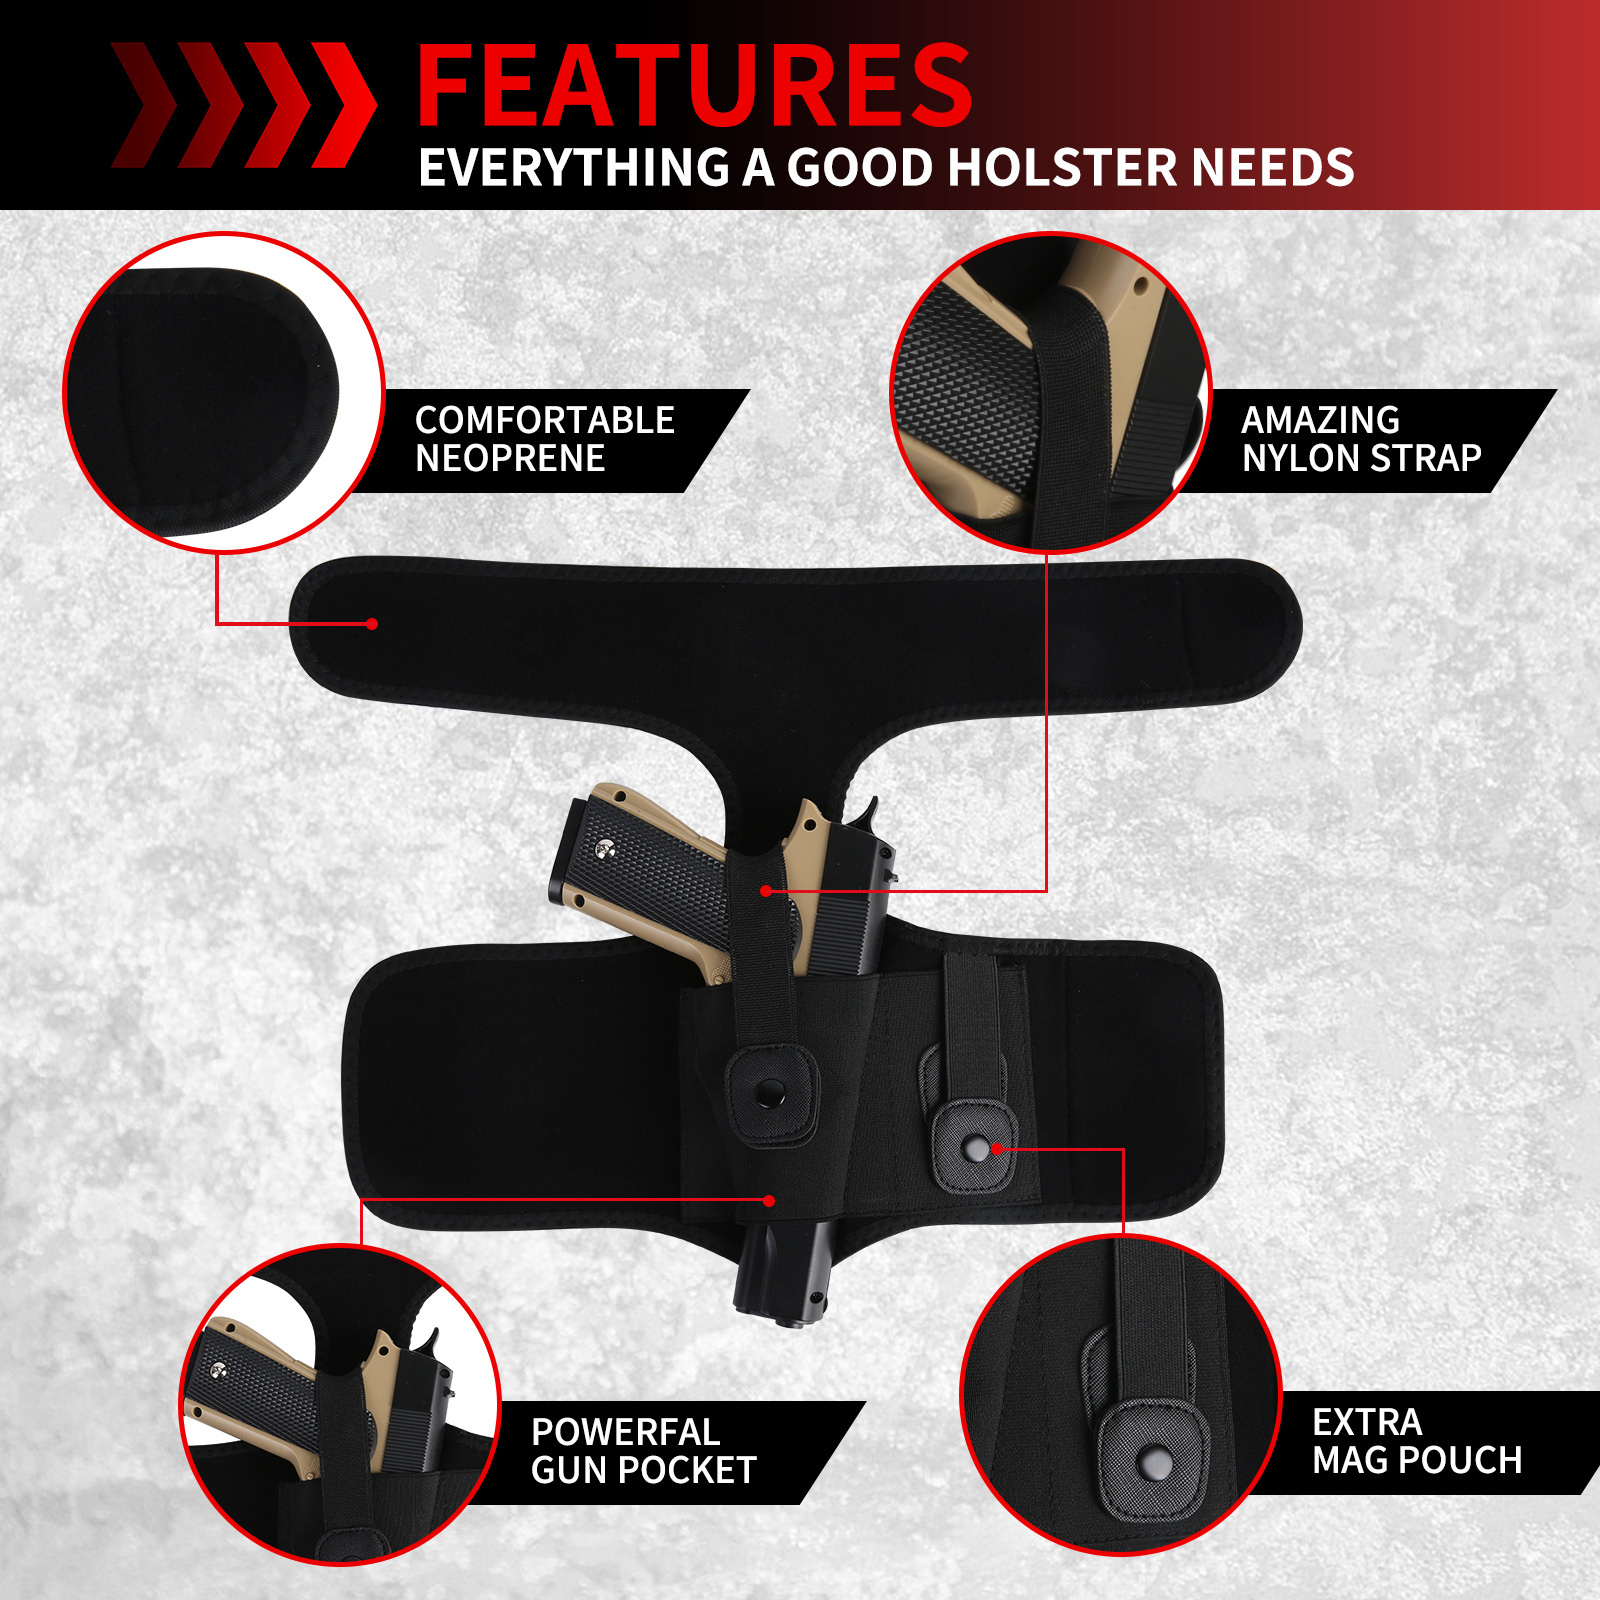 FEATURES
EVERYTHING A GOOD HOLSTER NEEDS
COMFORTABLE
NEOPRENE
AMAZING
NYLON STRAP
POWERFAL
GUN POCKET
EXTRA
MAG POUCH